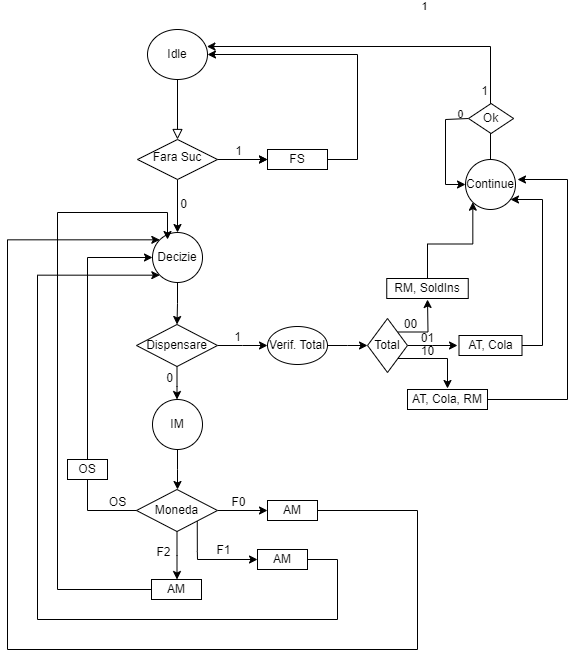 1
Idle
1
0
Ok
Fara Suc
1
FS
Continue
0
Decizie
RM, SoldIns
00
Dispensare
1
Verif. Total
Total
01
AT, Cola
10
0
AT, Cola, RM
IM
OS
OS
Moneda
F0
AM
F2
F1
AM
AM